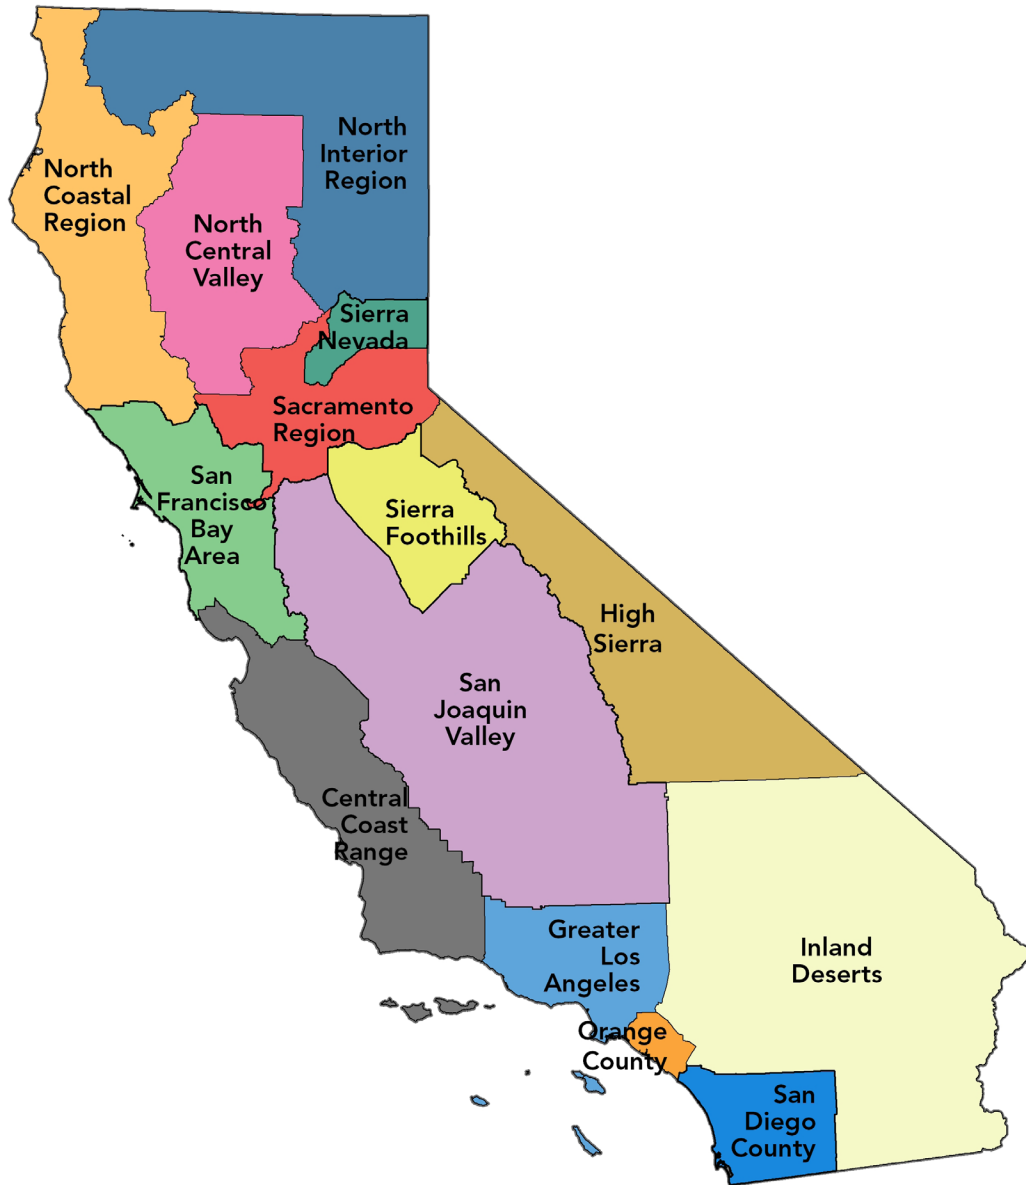 North
Interior
Region
North
Coastal
Region
North
Central
Valley
Sierra
Nevada
Sacramento
Region
San
Francisco
Bay
Area
Sierra
Foothills
High
Sierra
San
Joaquin
Valley
Central
Coast
Range
Greater
Los
Angeles
Inland
Deserts
Orange
County
San
Diego
County